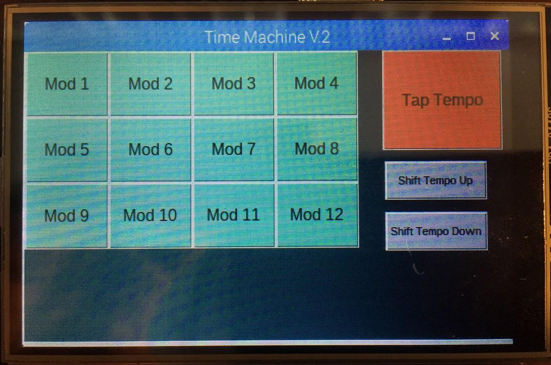 Time Machine V.2
Mod 1 Mod 2 Mod 3 Mod 4
Tap Tempo
Mod 5 Mod 6 Mod 7 Mod 8
Shift Tempo Up
Mod 9 Mod 10 Mod 11 Mod 12
Shift Tempo Down